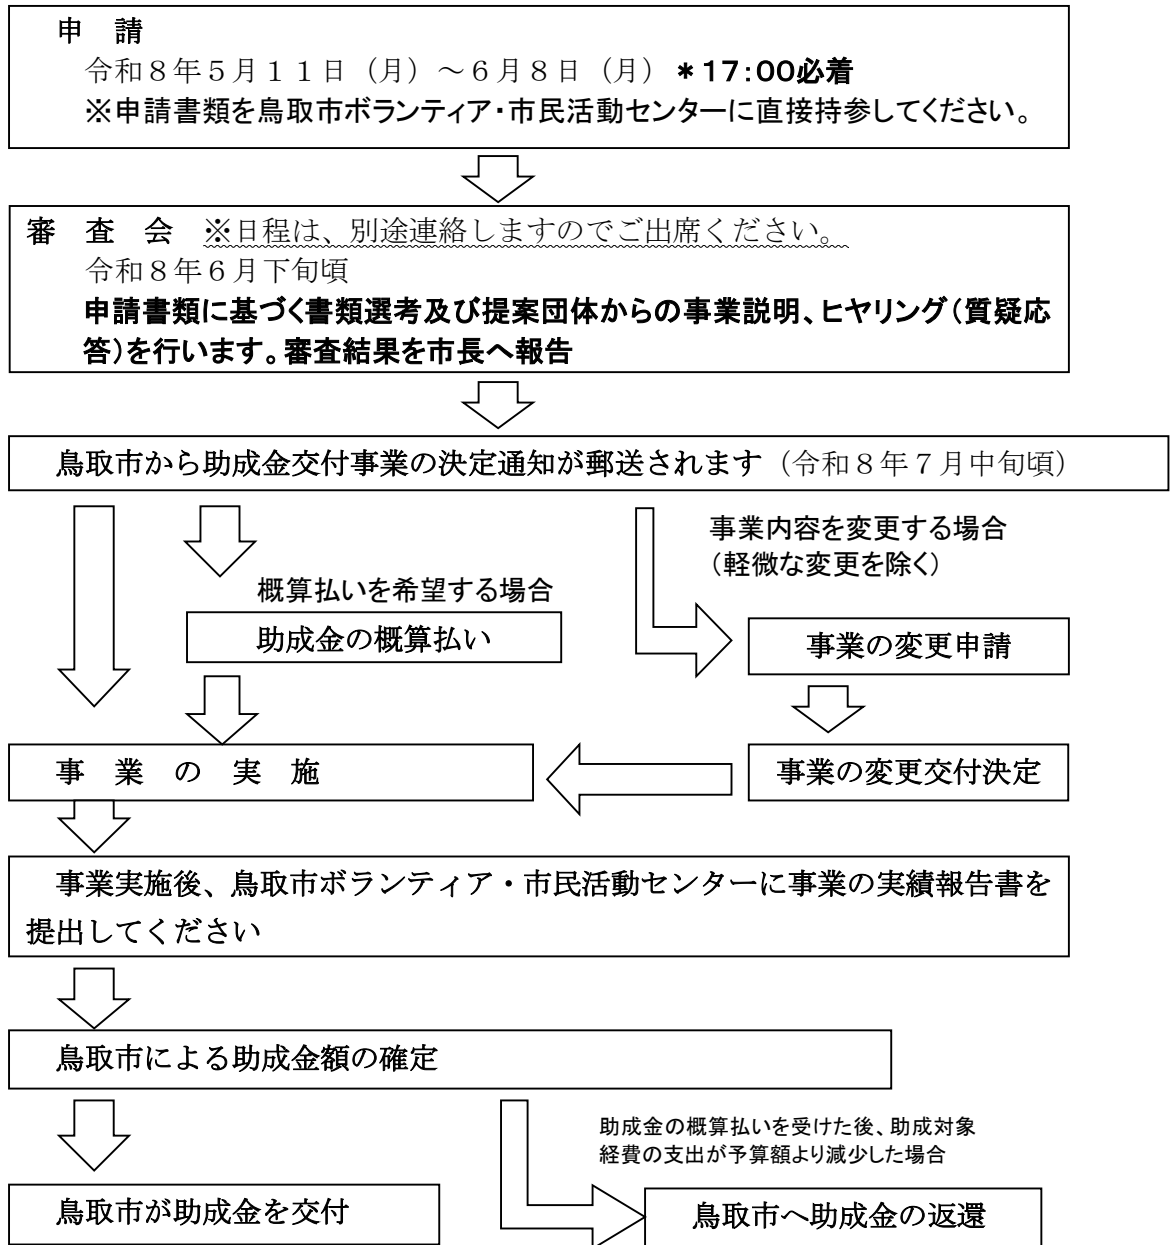 申　請
令和８年５月１１日（月）～６月８日（月）＊17：00必着
※申請書類を鳥取市ボランティア・市民活動センターに直接持参してください。
審　査　会　※日程は、別途連絡しますのでご出席ください。
令和８年６月下旬頃
申請書類に基づく書類選考及び提案団体からの事業説明、ヒヤリング（質疑応
答）を行います。審査結果を市長へ報告
鳥取市から助成金交付事業の決定通知が郵送されます（令和８年７月中旬頃）
事業内容を変更する場合
（軽微な変更を除く）
概算払いを希望する場合
助成金の概算払い
事業の変更申請
事　業　の　実　施
事業の変更交付決定
事業実施後、鳥取市ボランティア・市民活動センターに事業の実績報告書を
提出してください
鳥取市による助成金額の確定
助成金の概算払いを受けた後、助成対象
経費の支出が予算額より減少した場合
鳥取市が助成金を交付
鳥取市へ助成金の返還